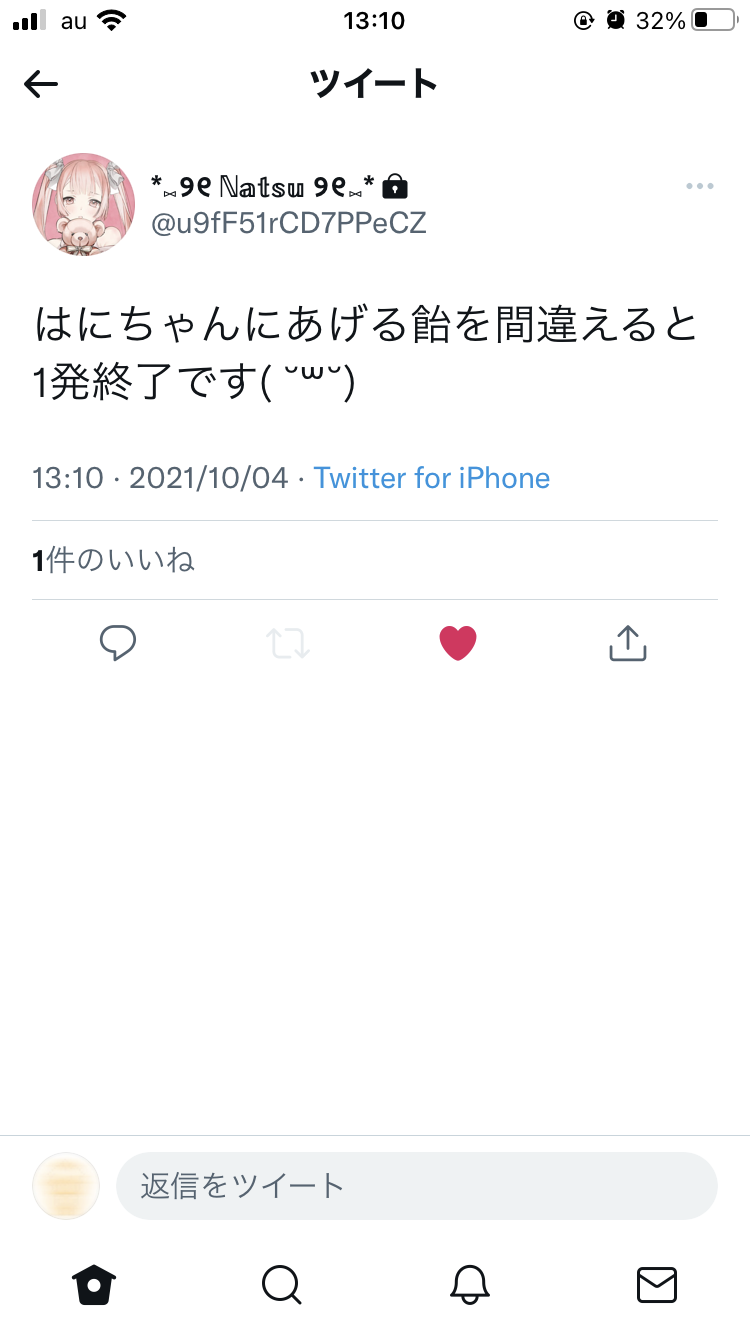 au 13:10 32%
ツイート
*⑅୨୧ ℕ𝕒𝕥𝕤𝕦 ୨୧⑅*🔒
@u9fF51rCD7PPeCZ
はにちゃんにあげる飴を間違えると
1発終了です( ˘ω˘)
13:10 · 2021/10/04 · Twitter for iPhone
1件のいいね
返信をツイート